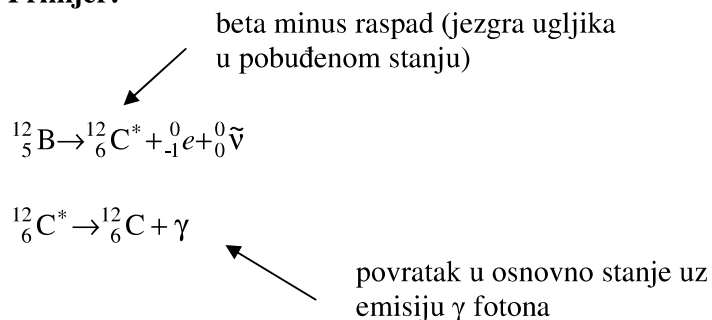 Primjer:
beta minus raspad (jezgra ugljika
u pobuđenom stanju)
¹²₅B→¹²₆C*+⁰₋₁e+⁰₀ν̃
¹²₆C*→¹²₆C+γ
povratak u osnovno stanje uz
emisiju γ fotona